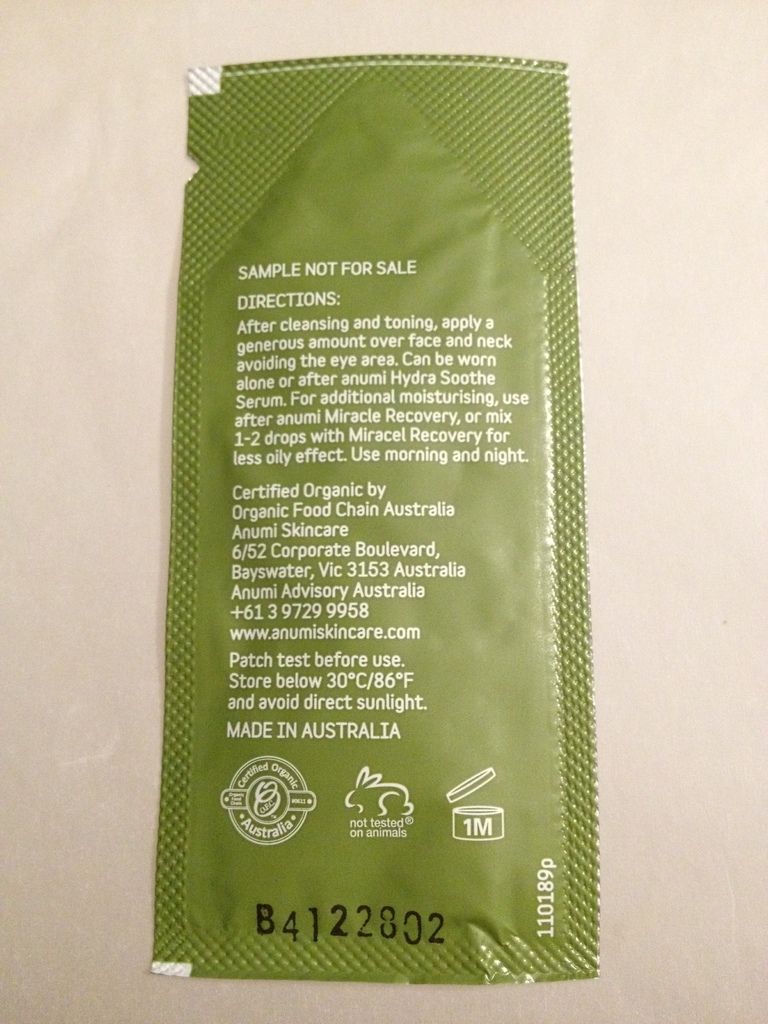 SAMPLE NOT FOR SALE
DIRECTIONS:
After cleansing and toning, apply a
generous amount over face and neck
avoiding the eye area. Can be worn
alone or after anumi Hydra Soothe
Serum. For additional moisturising, use
after anumi Miracle Recovery, or mix
1-2 drops with Miracel Recovery for
less oily effect. Use morning and night.
Certified Organic by
Organic Food Chain Australia
Anumi Skincare
6/52 Corporate Boulevard,
Bayswater, Vic 3153 Australia
Anumi Advisory Australia
+61 3 9729 9958
www.anumiskincare.com
Patch test before use.
Store below 30°C/86°F
and avoid direct sunlight.
MADE IN AUSTRALIA
Certified Organic
Organic
Food
Chain
Australia
not tested®
on animals
1M
110189p
B4122802